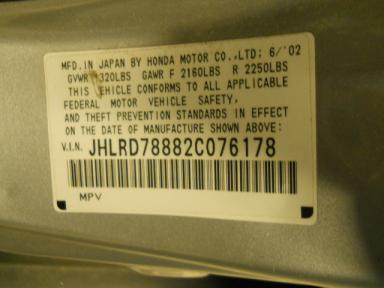 MFD.IN JAPAN BY HONDA MOTOR CO.,LTD; 6/'02
GVWR 320LBS GAWR F 2160LBS R 2250LBS
THIS VEHICLE CONFORMS TO ALL APPLICABLE
FEDERAL MOTOR VEHICLE SAFETY,
AND THEFT PREVENTION STANDARDS IN EFFECT
ON THE DATE OF MANUFACTURE SHOWN ABOVE:
V.I.N. JHLRD78882C076178
MPV